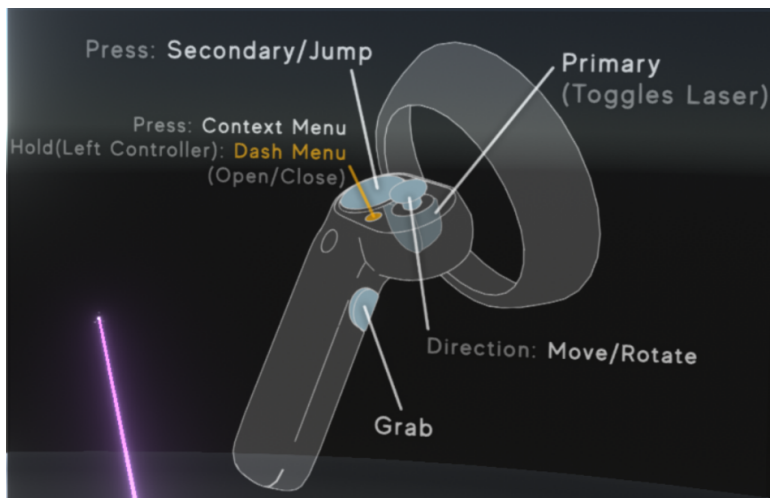 Press: Secondary/Jump
Primary
(Toggles Laser)
Press: Context Menu
Hold(Left Controller): Dash Menu
(Open/Close)
Direction: Move/Rotate
Grab